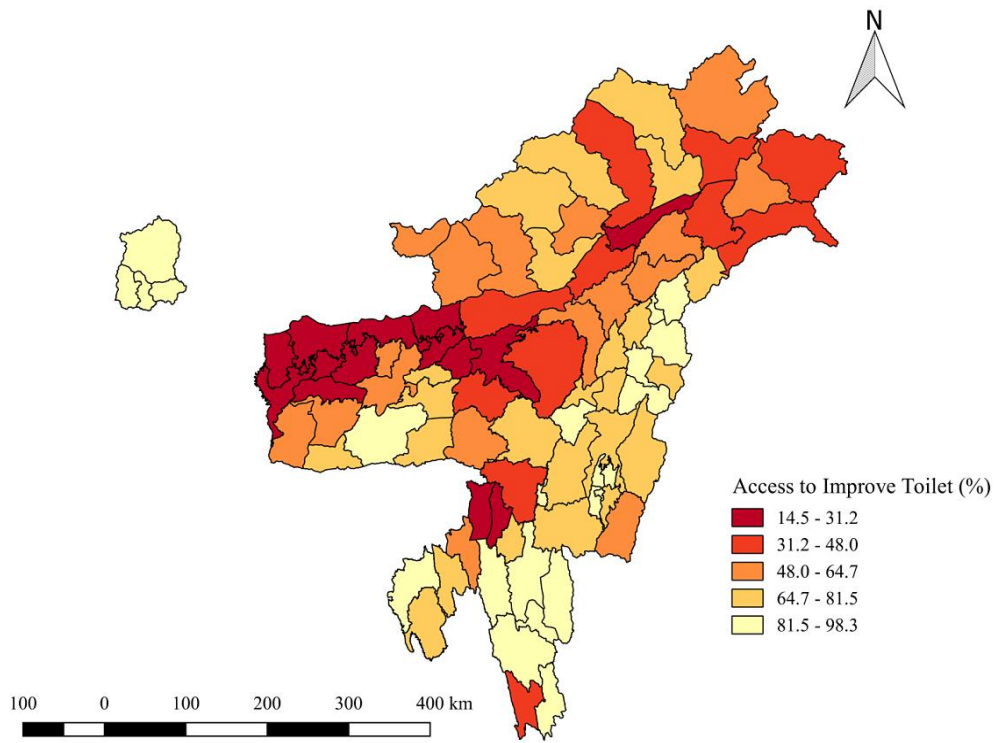 N
Access to Improve Toilet (%)
14.5 - 31.2
31.2 - 48.0
48.0 - 64.7
64.7 - 81.5
81.5 - 98.3
100 0 100 200 300 400 km